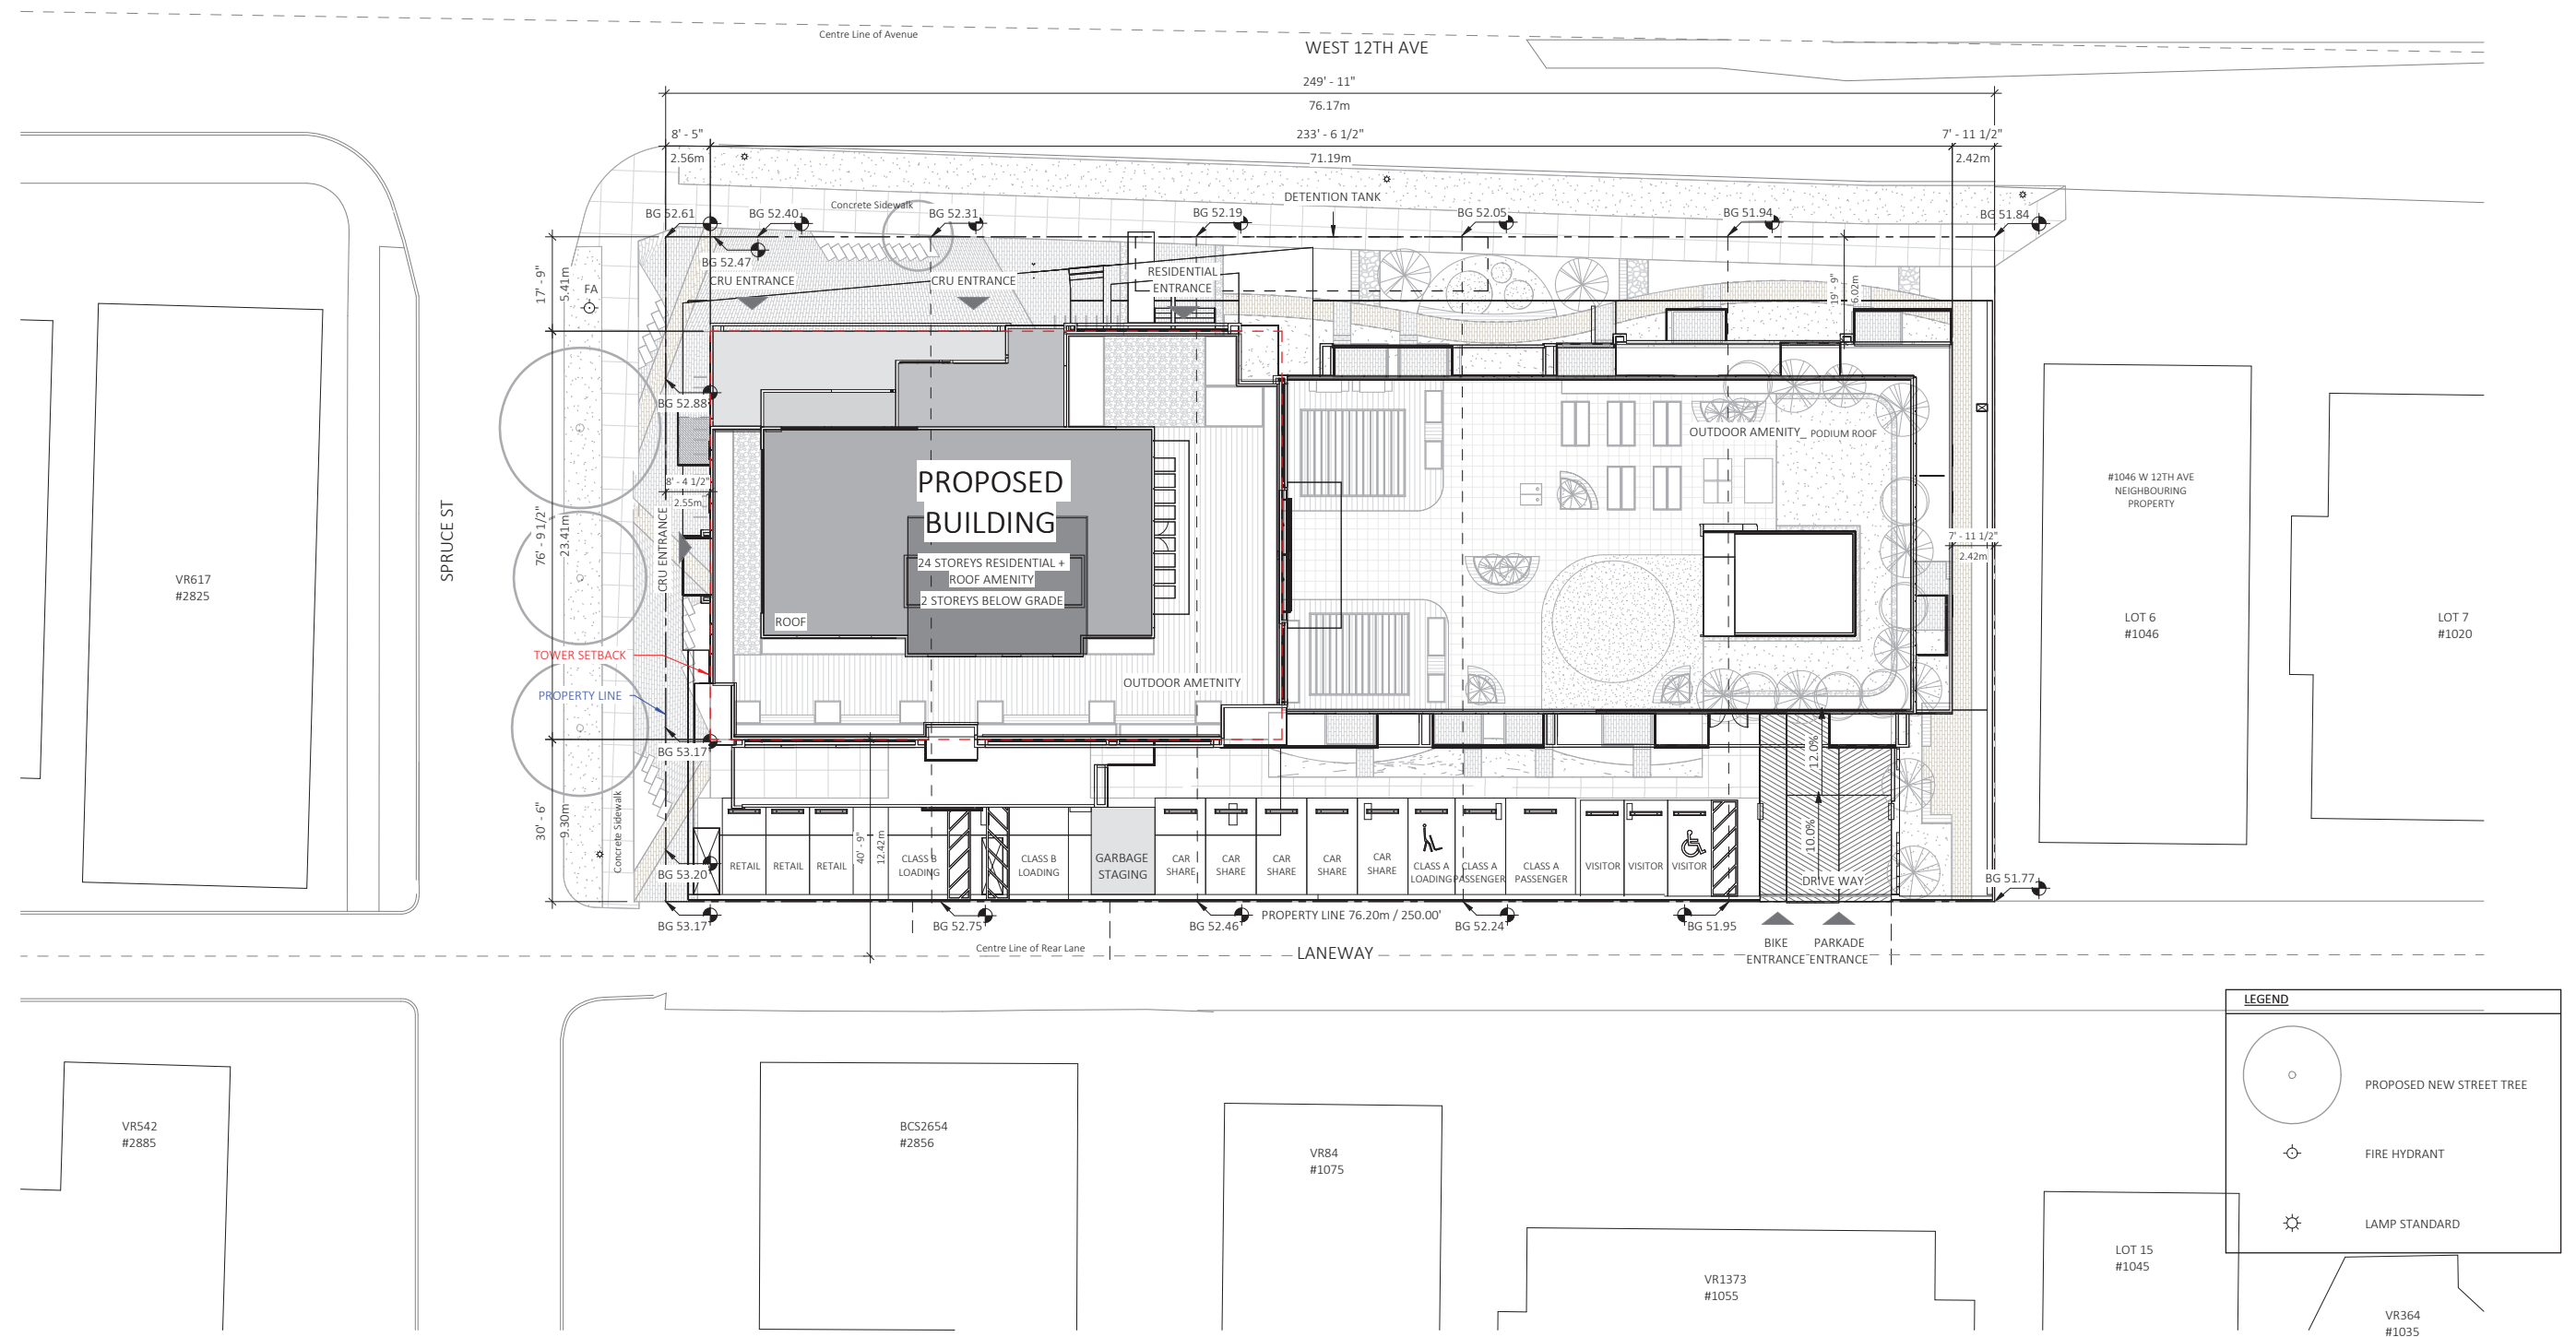 Centre Line of Avenue
WEST 12TH AVE
249' - 11"
76.17m
8' - 5"
233' - 6 1/2"
7' - 11 1/2"
2.56m
71.19m
2.42m
DETENTION TANK
Concrete Sidewalk
BG 52.61
BG 52.40
BG 52.31
BG 52.19
BG 52.05
BG 51.94
BG 51.84
BG 52.47
CRU ENTRANCE
CRU ENTRANCE
RESIDENTIAL
ENTRANCE
17' - 9"
5.41m
FA
19' - 9"
6.02m
BG 52.88
OUTDOOR AMENITY_ PODIUM ROOF
PROPOSED
BUILDING
24 STOREYS RESIDENTIAL +
ROOF AMENITY
2 STOREYS BELOW GRADE
ROOF
8' - 4 1/2"
2.55m
CRU ENTRANCE
SPRUCE ST
76' - 9 1/2"
23.41m
VR617
#2825
#1046 W 12TH AVE
NEIGHBOURING
PROPERTY
7' - 11 1/2"
2.42m
LOT 6
#1046
LOT 7
#1020
TOWER SETBACK
PROPERTY LINE
OUTDOOR AMETNITY
BG 53.17
12.0%
30' - 6"
9.30m
Concrete Sidewalk
40' - 9"
12.42m
10.0%
BG 53.20
RETAIL
RETAIL
RETAIL
CLASS B
LOADING
CLASS B
LOADING
GARBAGE
STAGING
CAR
SHARE
CAR
SHARE
CAR
SHARE
CAR
SHARE
CAR
SHARE
CLASS A
LOADING
CLASS A
PASSENGER
CLASS A
PASSENGER
VISITOR
VISITOR
VISITOR
DRIVE WAY
BG 51.77
BG 53.17
BG 52.75
BG 52.46
PROPERTY LINE 76.20m / 250.00'
BG 52.24
BG 51.95
Centre Line of Rear Lane
LANEWAY
BIKE
ENTRANCE
PARKADE
ENTRANCE
LEGEND
PROPOSED NEW STREET TREE
FIRE HYDRANT
LAMP STANDARD
VR542
#2885
BCS2654
#2856
VR84
#1075
VR1373
#1055
LOT 15
#1045
VR364
#1035